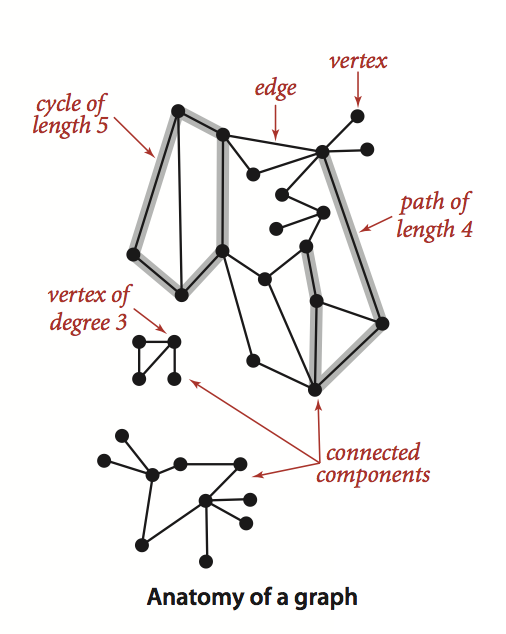 vertex
edge
cycle of
length 5
path of
length 4
vertex of
degree 3
connected
components
Anatomy of a graph